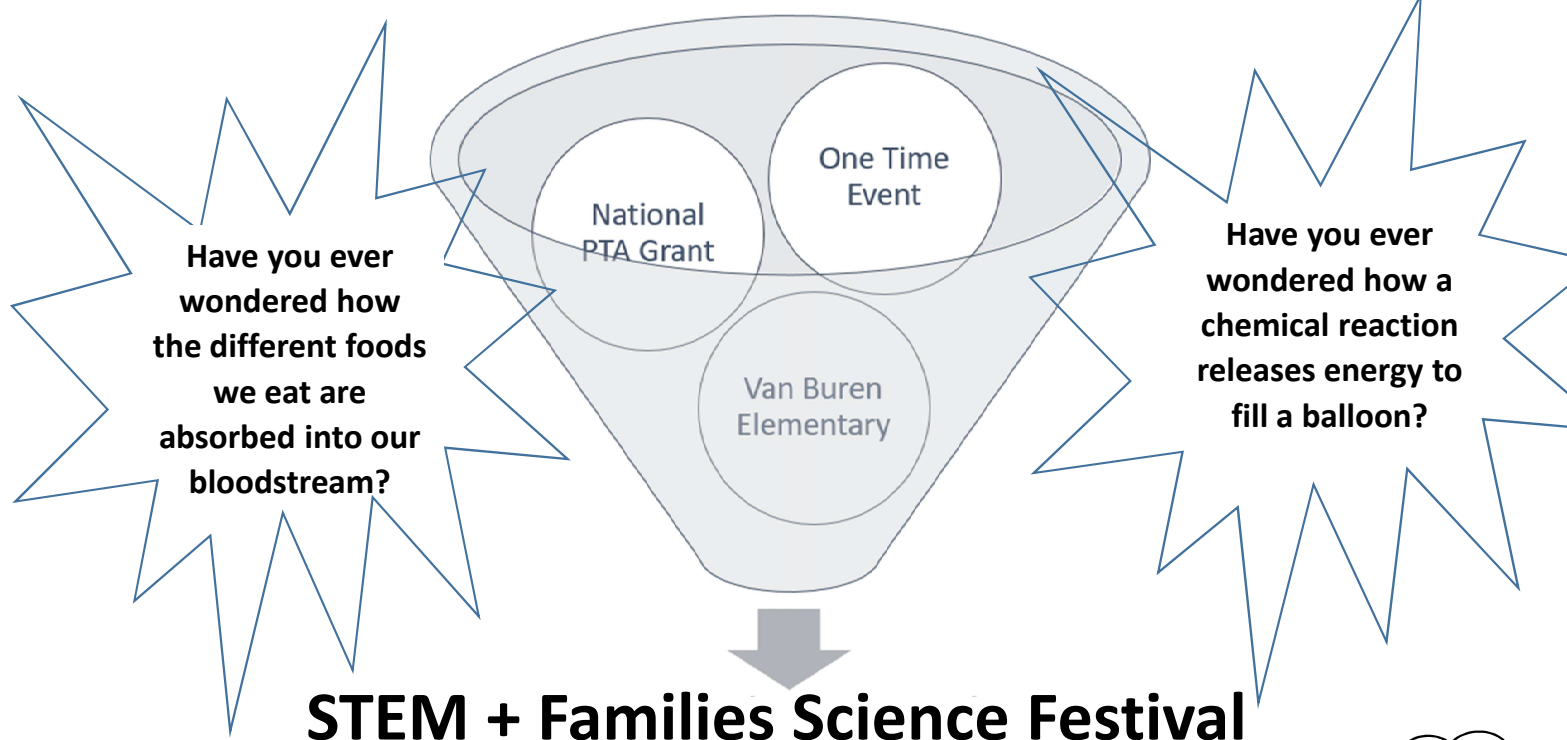 Have you ever
wondered how
the different foods
we eat are
absorbed into our
bloodstream?
National
PTA Grant
One Time
Event
Van Buren
Elementary
Have you ever
wondered how a
chemical reaction
releases energy to
fill a balloon?
STEM + Families Science Festival